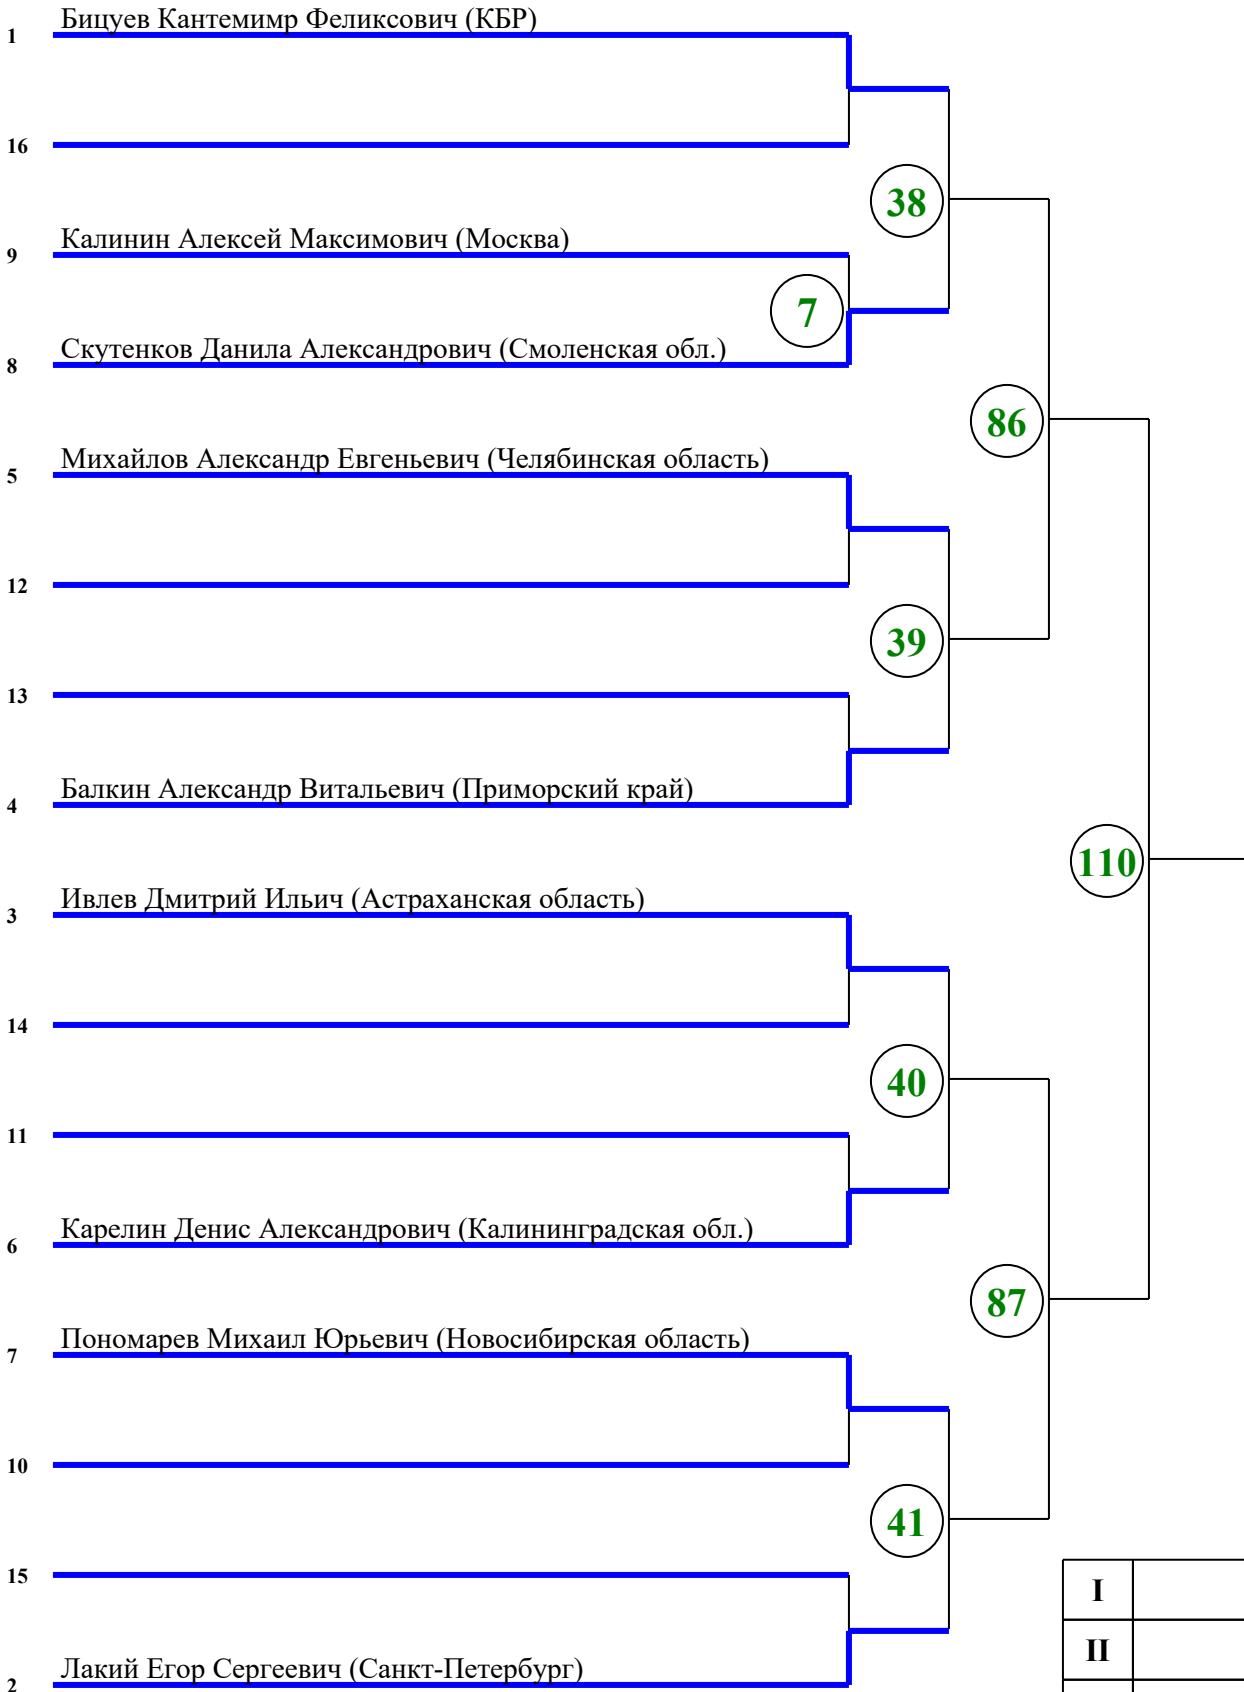 Бицуев Кантемимр Феликсович (КБР)
1
16
38
Калинин Алексей Максимович (Москва)
9
7
Скутенков Данила Александрович (Смоленская обл.)
8
86
Михайлов Александр Евгеньевич (Челябинская область)
5
12
39
13
Балкин Александр Витальевич (Приморский край)
4
110
Ивлев Дмитрий Ильич (Астраханская область)
3
14
40
11
Карелин Денис Александрович (Калининградская обл.)
6
87
Пономарев Михаил Юрьевич (Новосибирская область)
7
10
41
15
I
II
Лакий Егор Сергеевич (Санкт-Петербург)
2